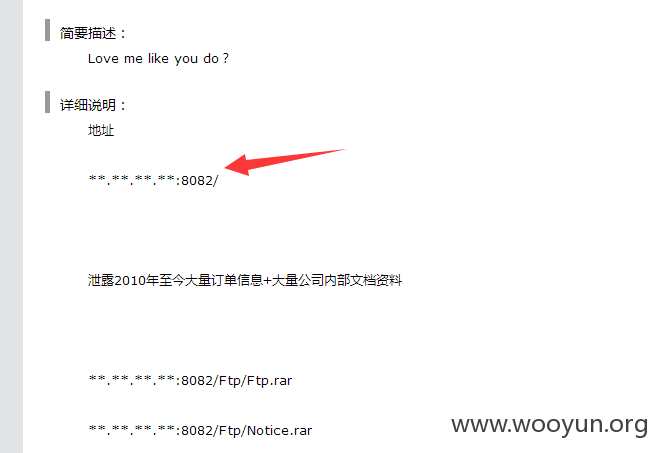 简要描述：
Love me like you do？
详细说明：
地址
**.**.**.**:8082/
泄露2010年至今大量订单信息+大量公司内部文档资料
**.**.**.**:8082/Ftp/Ftp.rar
**.**.**.**:8082/Ftp/Notice.rar
www.wooyun.org